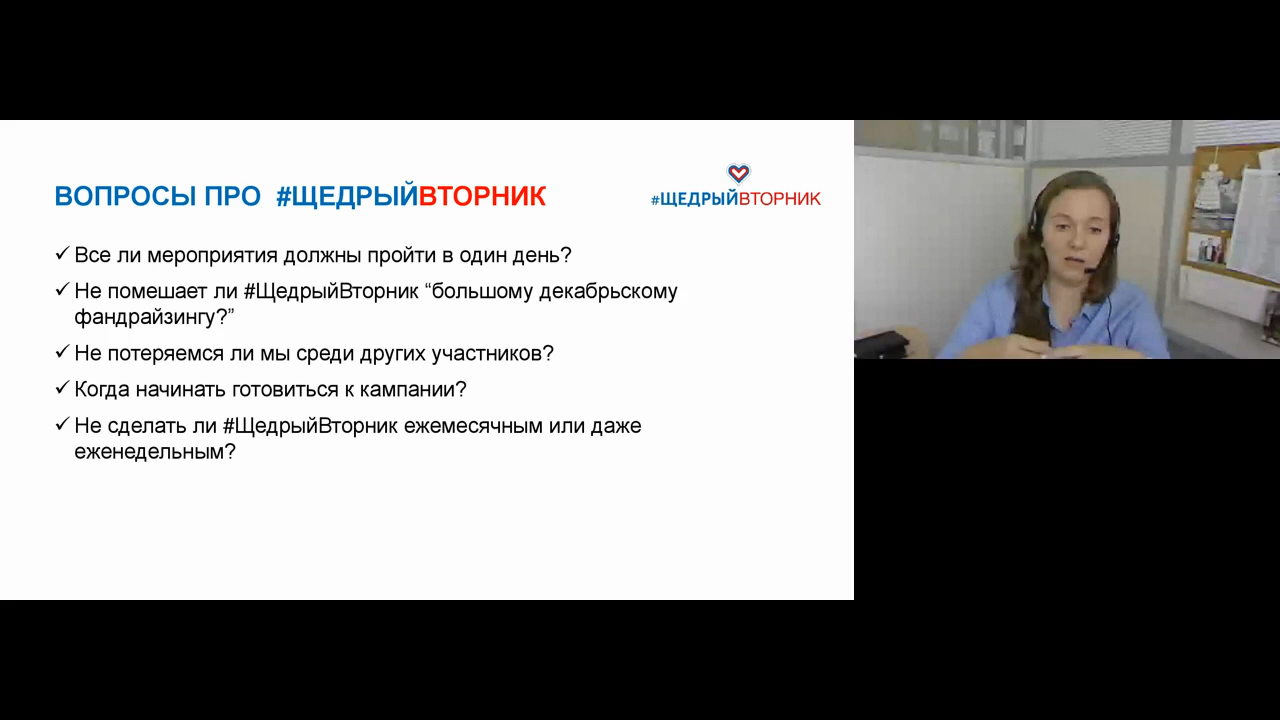 ВОПРОСЫ ПРО #ЩЕДРЫЙВТОРНИК
#ЩЕДРЫЙВТОРНИК
✓ Все ли мероприятия должны пройти в один день?
✓ Не помешает ли #ЩедрыйВторник “большому декабрьскому
фандрайзингу?”
✓ Не потеряемся ли мы среди других участников?
✓ Когда начинать готовиться к кампании?
✓ Не сделать ли #ЩедрыйВторник ежемесячным или даже
еженедельным?